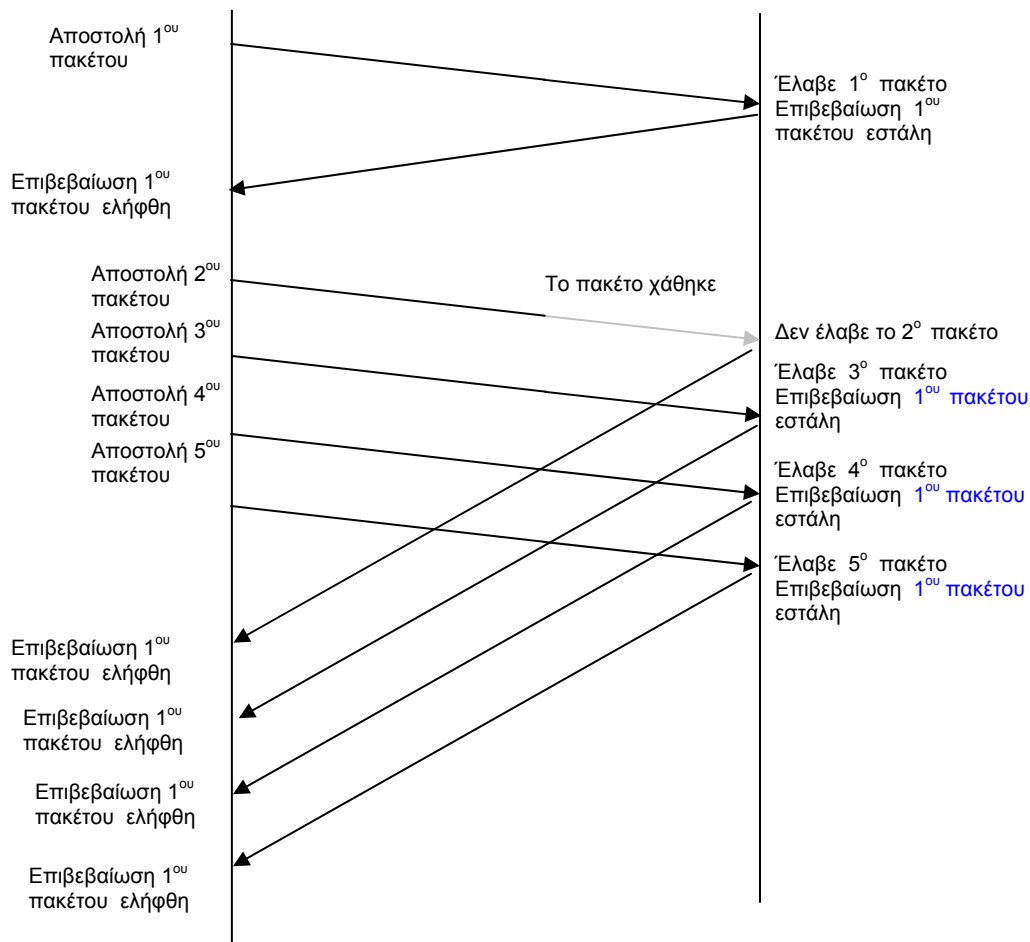 Αποστολή 1ου
πακέτου
Έλαβε 1ο πακέτο
Επιβεβαίωση 1ου
πακέτου εστάλη
Επιβεβαίωση 1ου
πακέτου ελήφθη
Αποστολή 2ου
πακέτου
Το πακέτο χάθηκε
Αποστολή 3ου
πακέτου
Δεν έλαβε το 2ο πακέτο
Έλαβε 3ο πακέτο
Επιβεβαίωση 1ου πακέτου
εστάλη
Αποστολή 4ου
πακέτου
Αποστολή 5ου
πακέτου
Έλαβε 4ο πακέτο
Επιβεβαίωση 1ου πακέτου
εστάλη
Έλαβε 5ο πακέτο
Επιβεβαίωση 1ου πακέτου
εστάλη
Επιβεβαίωση 1ου
πακέτου ελήφθη
Επιβεβαίωση 1ου
πακέτου ελήφθη
Επιβεβαίωση 1ου
πακέτου ελήφθη
Επιβεβαίωση 1ου
πακέτου ελήφθη